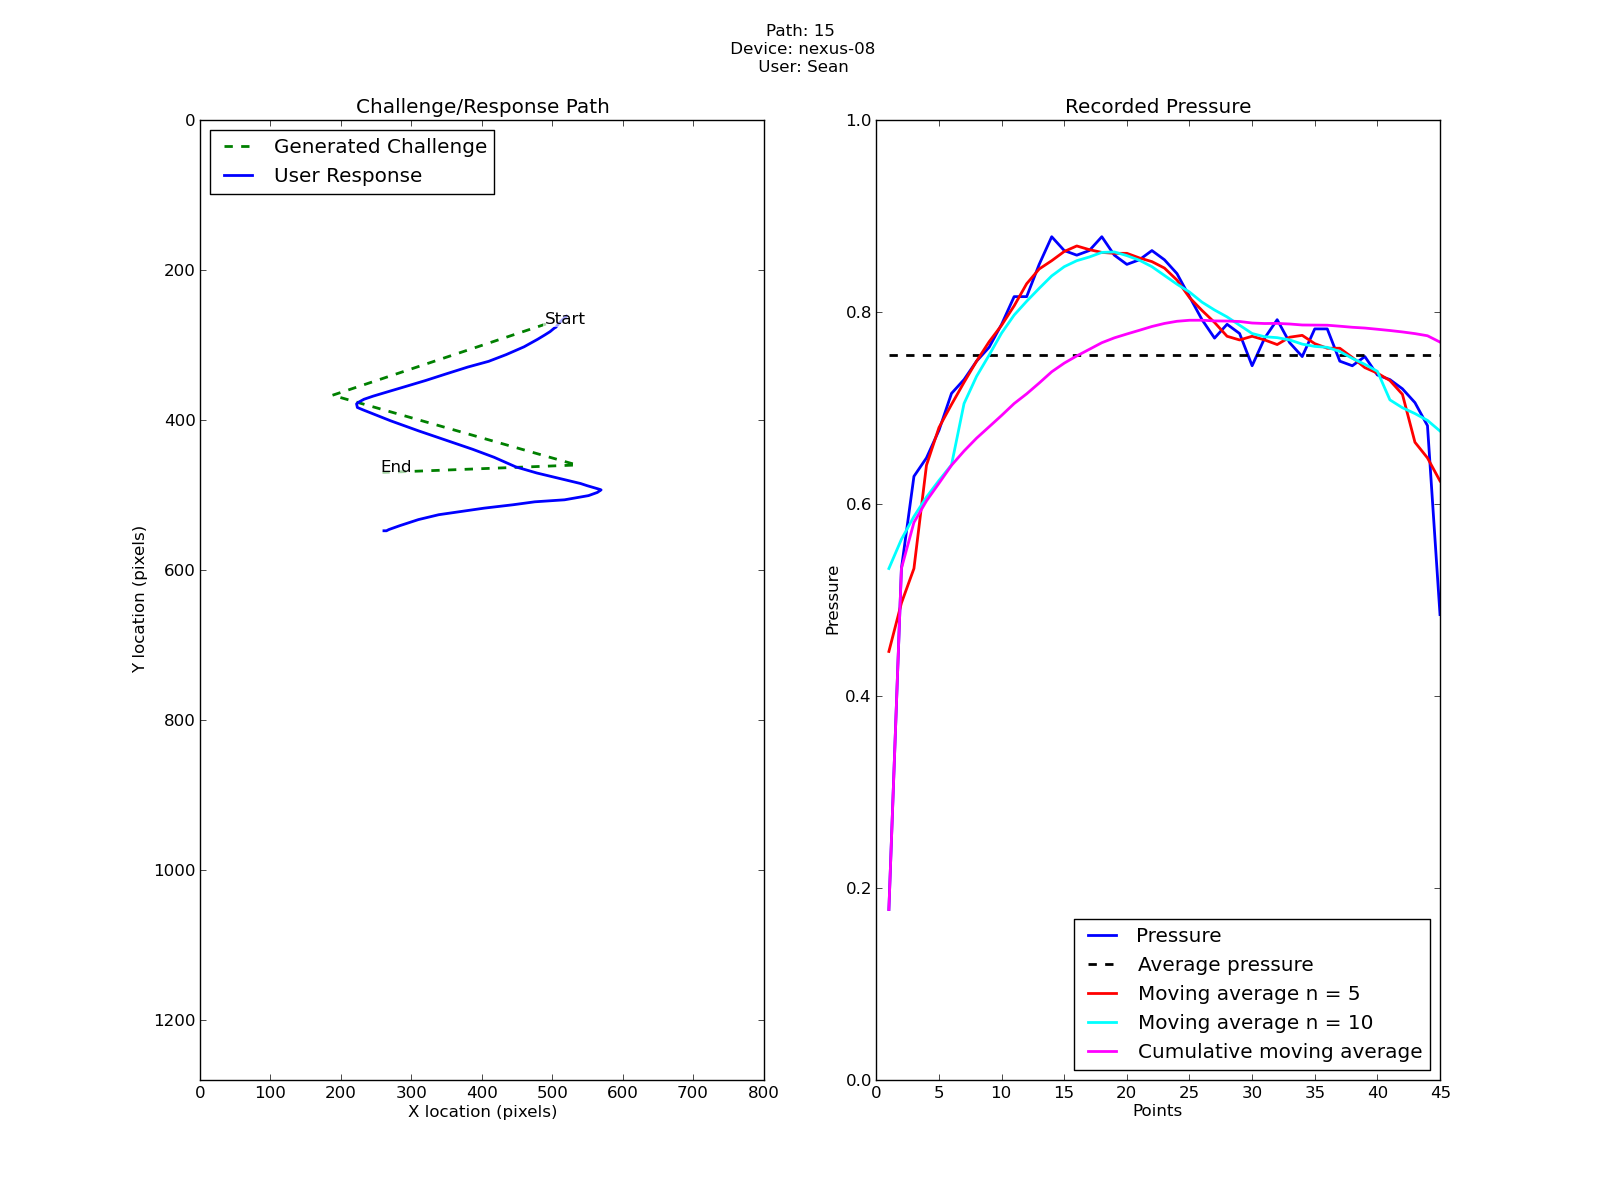 Path: 15
Device: nexus-08
User: Sean
Challenge/Response Path
Generated Challenge
User Response
Start
End
0
200
400
600
800
1000
1200
Y location (pixels)
0 100 200 300 400 500 600 700 800
X location (pixels)
Recorded Pressure
1.0
0.8
0.6
0.4
0.2
0.0
Pressure
Pressure
Average pressure
Moving average n = 5
Moving average n = 10
Cumulative moving average
0 5 10 15 20 25 30 35 40 45
Points